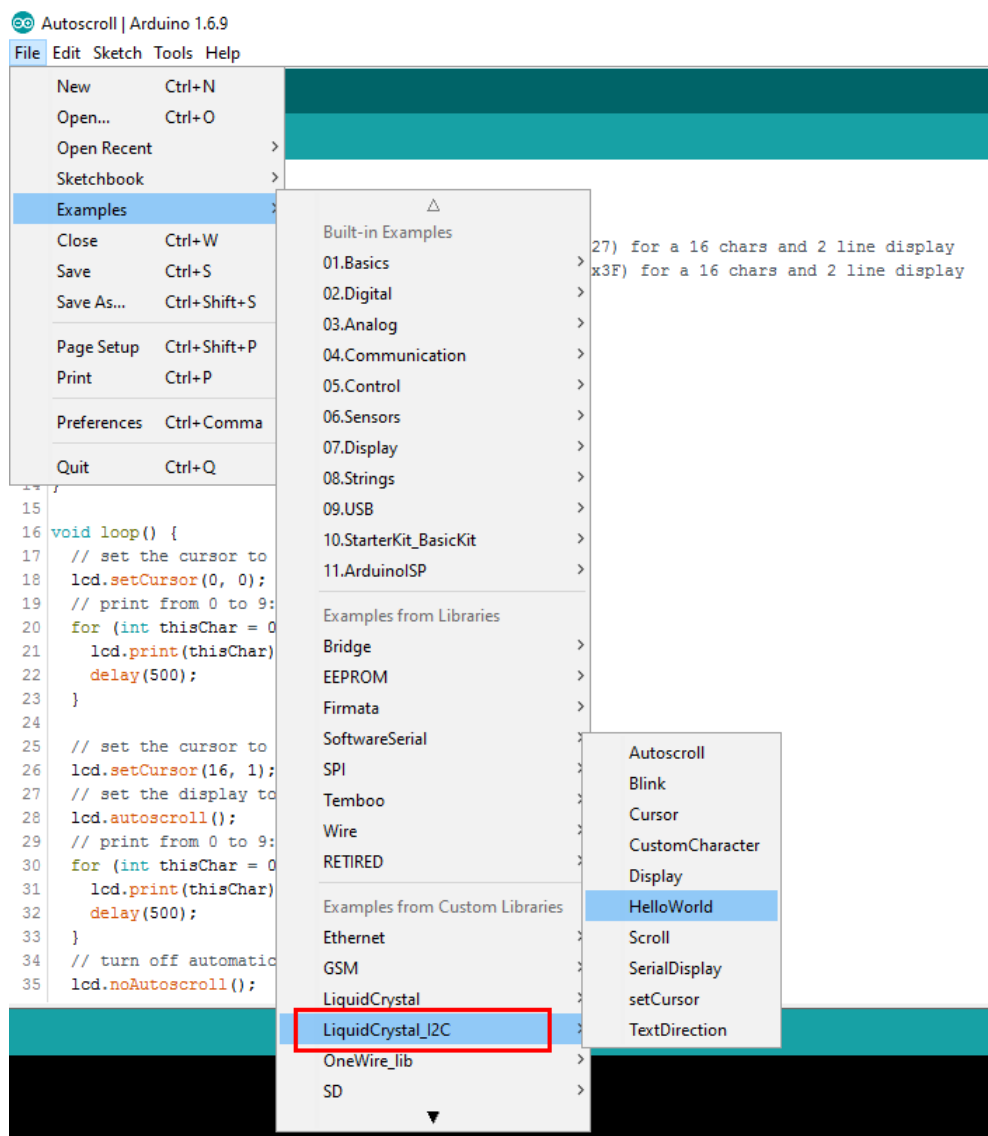 Autoscroll | Arduino 1.6.9
File Edit Sketch Tools Help
New Ctrl+N
Open... Ctrl+O
Open Recent
Sketchbook
Examples
Close Ctrl+W
Save Ctrl+S
Save As... Ctrl+Shift+S
Page Setup Ctrl+Shift+P
Print Ctrl+P
Preferences Ctrl+Comma
Quit Ctrl+Q
Built-in Examples
01.Basics
02.Digital
03.Analog
04.Communication
05.Control
06.Sensors
07.Display
08.Strings
09.USB
10.StarterKit_BasicKit
11.ArduinoISP
Examples from Libraries
Bridge
EEPROM
Firmata
SoftwareSerial
SPI
Temboo
Wire
RETIRED
Examples from Custom Libraries
Ethernet
GSM
LiquidCrystal
LiquidCrystal_I2C
OneWire_lib
SD
Autoscroll
Blink
Cursor
CustomCharacter
Display
HelloWorld
Scroll
SerialDisplay
setCursor
TextDirection
27) for a 16 chars and 2 line display
x3F) for a 16 chars and 2 line display
15
16 void loop() {
17 // set the cursor to
18 lcd.setCursor(0, 0);
19 // print from 0 to 9:
20 for (int thisChar = 0
21 lcd.print(thisChar)
22 delay(500);
23 }
24
25 // set the cursor to
26 lcd.setCursor(16, 1);
27 // set the display to
28 lcd.autoscroll();
29 // print from 0 to 9:
30 for (int thisChar = 0
31 lcd.print(thisChar)
32 delay(500);
33 }
34 // turn off automatic
35 lcd.noAutoscroll();